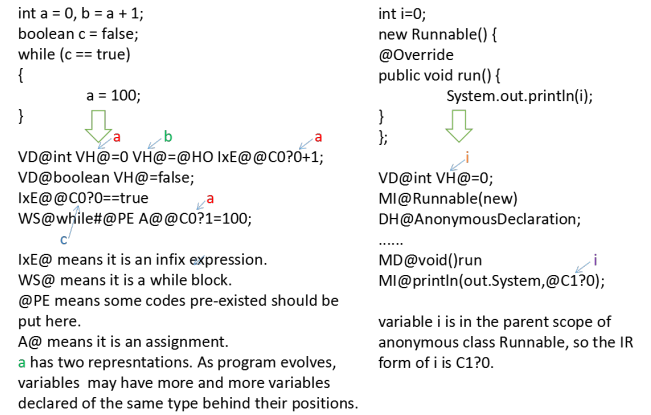 int a = 0, b = a + 1;
boolean c = false;
while (c == true)
{
a = 100;
}
a
b
a
VD@int VH@=0 VH@=@HO IxE@@C0?0+1;
VD@boolean VH@=false;
IxE@@C0?0==true
a
WS@while#@PE A@@C0?1=100;
c
IxE@ means it is an infix expression.
WS@ means it is a while block.
@PE means some codes pre-existed should be
put here.
A@ means it is an assignment.
a has two represntations. As program evolves,
variables may have more and more variables
declared of the same type behind their positions.
int i=0;
new Runnable() {
@Override
public void run() {
System.out.println(i);
}
};
i
VD@int VH@=0;
MI@Runnable(new)
DH@AnonymousDeclaration;
......
MD@void()run
i
MI@println(out.System,@C1?0);
variable i is in the parent scope of
anonymous class Runnable, so the IR
form of i is C1?0.